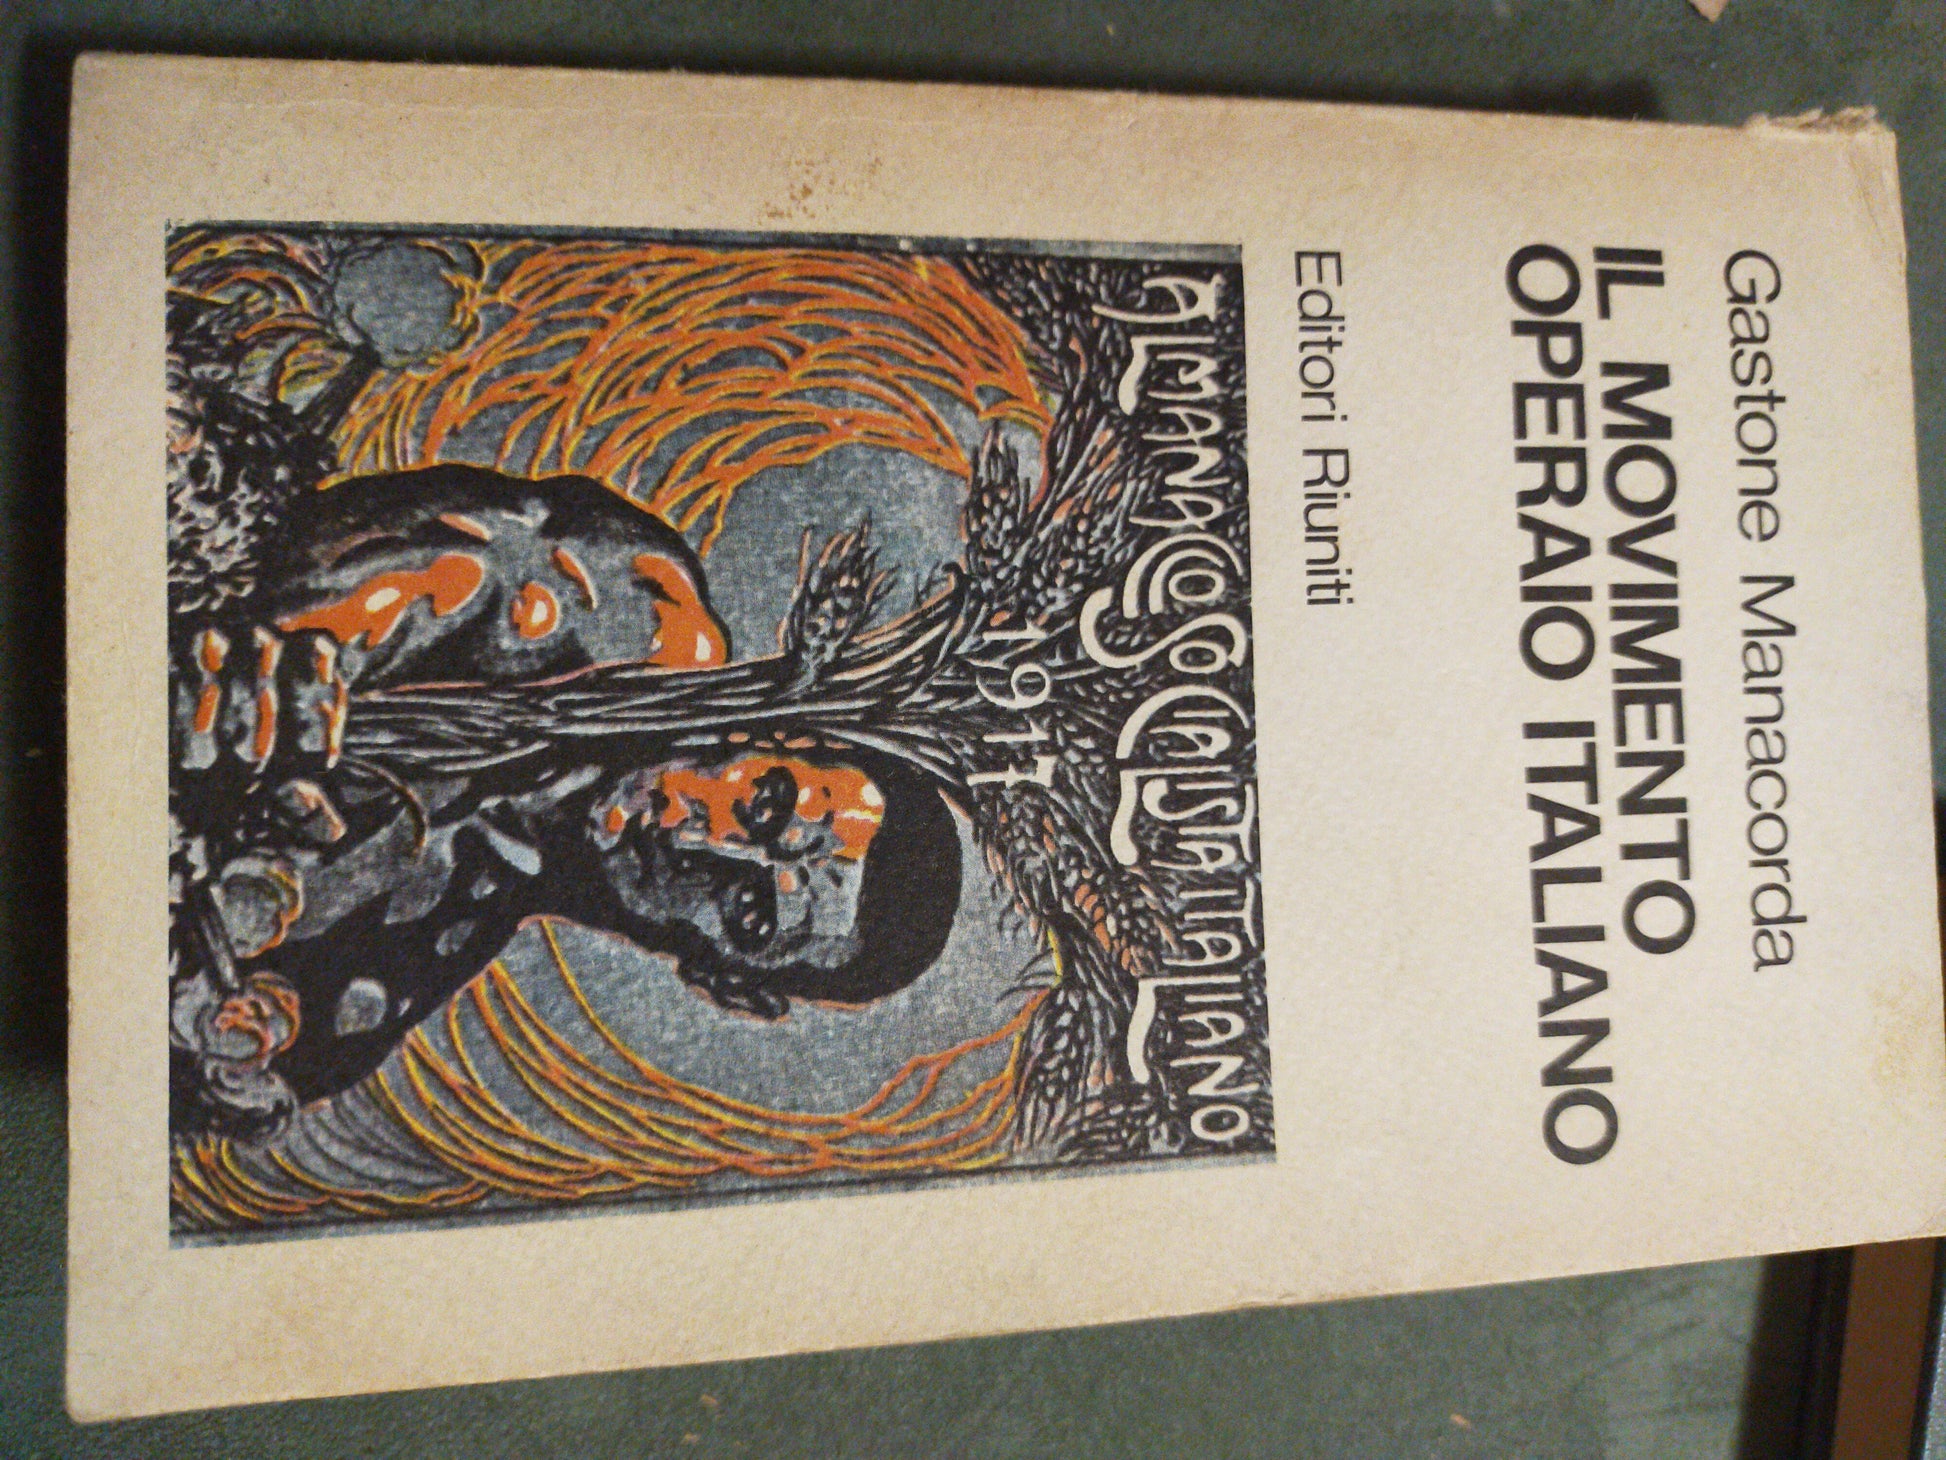 Gastone Manacorda
IL MOVIMENTO
OPERAIO ITALIANO
Editori Riuniti
ALMANACCO SOCIALISTA ITALIANO
1917